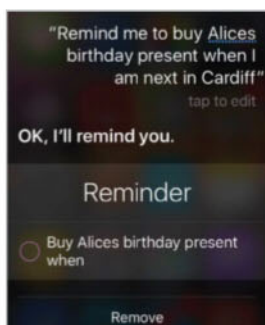 "Remind me to buy Alices
birthday present when I
am next in Cardiff"
tap to edit
OK, I'll remind you.
Reminder
Buy Alices birthday present
when
Remove